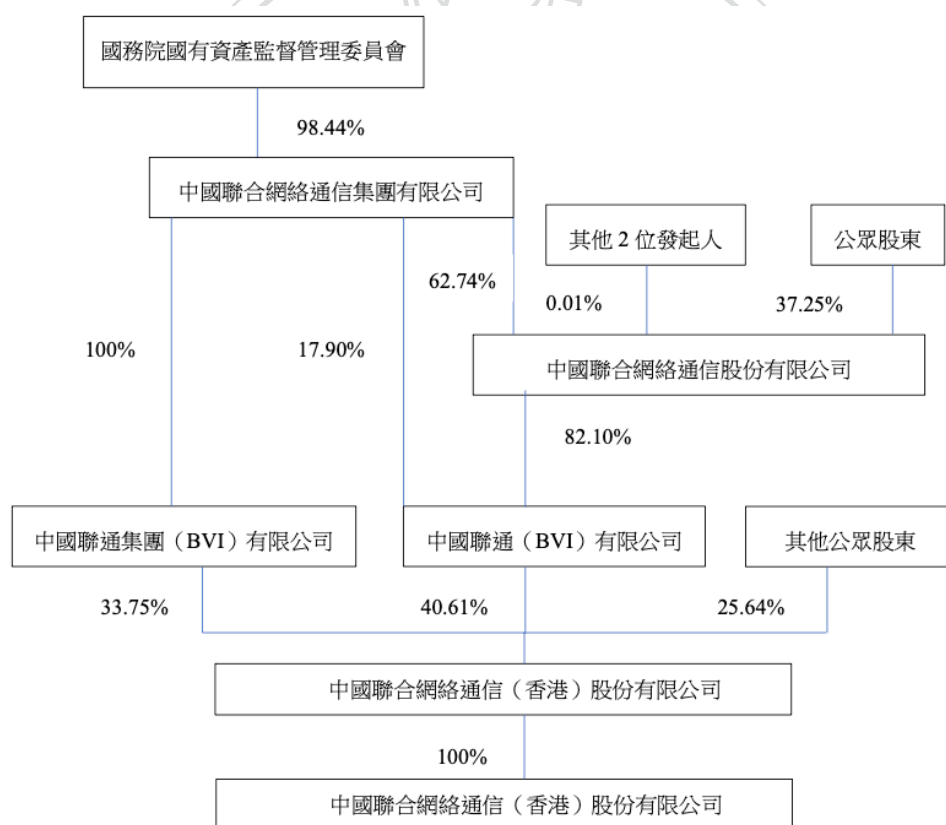 國務院國有資產監督管理委員會
98.44%
中國聯合網絡通信集團有限公司
其他 2 位發起人
公眾股東
62.74%
0.01%
37.25%
100%
17.90%
中國聯合網絡通信股份有限公司
82.10%
中國聯通集團（BVI）有限公司
中國聯通（BVI）有限公司
其他公眾股東
33.75%
40.61%
25.64%
中國聯合網絡通信（香港）股份有限公司
100%
中國聯合網絡通信（香港）股份有限公司